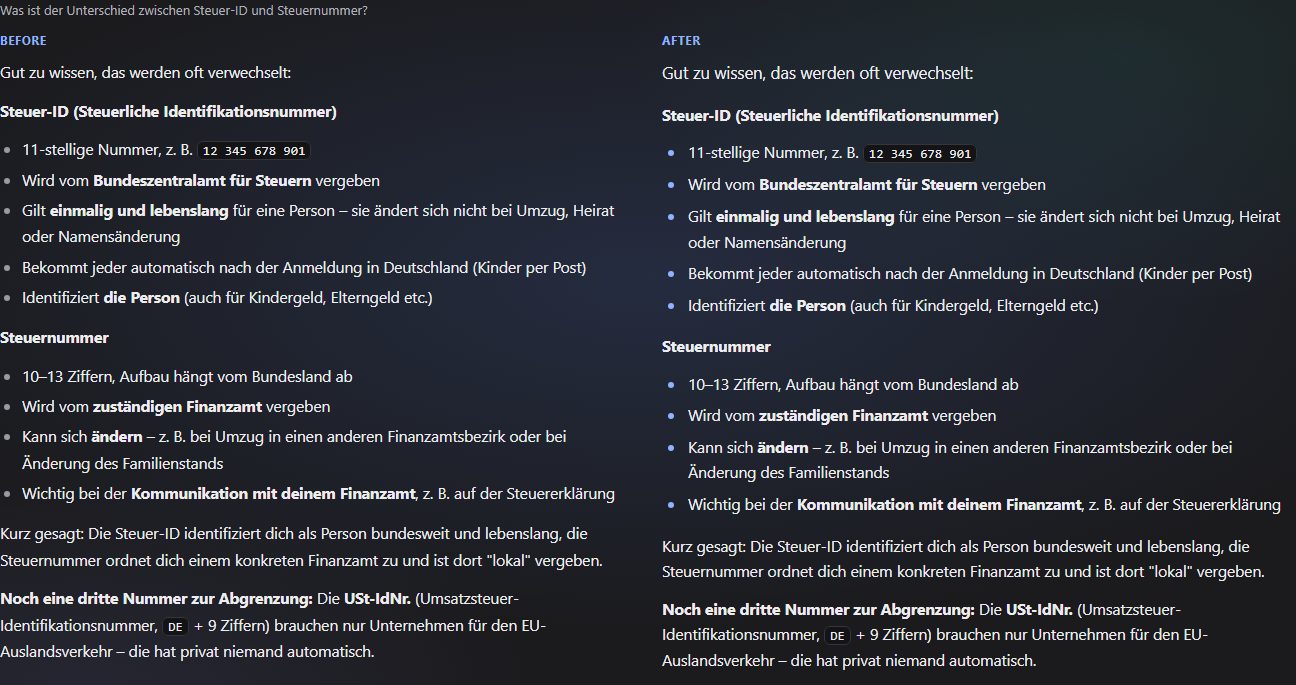 Was ist der Unterschied zwischen Steuer-ID und Steuernummer?
BEFORE
Gut zu wissen, das werden oft verwechselt:
Steuer-ID (Steuerliche Identifikationsnummer)
• 11-stellige Nummer, z. B. 12 345 678 901
• Wird vom Bundeszentralamt für Steuern vergeben
• Gilt einmalig und lebenslang für eine Person – sie ändert sich nicht bei Umzug, Heirat
oder Namensänderung
• Bekommt jeder automatisch nach der Anmeldung in Deutschland (Kinder per Post)
• Identifiziert die Person (auch für Kindergeld, Elterngeld etc.)
Steuernummer
• 10–13 Ziffern, Aufbau hängt vom Bundesland ab
• Wird vom zuständigen Finanzamt vergeben
• Kann sich ändern – z. B. bei Umzug in einen anderen Finanzamtsbezirk oder bei
Änderung des Familienstands
• Wichtig bei der Kommunikation mit deinem Finanzamt, z. B. auf der Steuererklärung
Kurz gesagt: Die Steuer-ID identifiziert dich als Person bundesweit und lebenslang, die
Steuernummer ordnet dich einem konkreten Finanzamt zu und ist dort "lokal" vergeben.
Noch eine dritte Nummer zur Abgrenzung: Die USt-IdNr. (Umsatzsteuer-
Identifikationsnummer, DE + 9 Ziffern) brauchen nur Unternehmen für den EU-
Auslandsverkehr – die hat privat niemand automatisch.
AFTER
Gut zu wissen, das werden oft verwechselt:
Steuer-ID (Steuerliche Identifikationsnummer)
• 11-stellige Nummer, z. B. 12 345 678 901
• Wird vom Bundeszentralamt für Steuern vergeben
• Gilt einmalig und lebenslang für eine Person – sie ändert sich nicht bei Umzug, Heirat
oder Namensänderung
• Bekommt jeder automatisch nach der Anmeldung in Deutschland (Kinder per Post)
• Identifiziert die Person (auch für Kindergeld, Elterngeld etc.)
Steuernummer
• 10–13 Ziffern, Aufbau hängt vom Bundesland ab
• Wird vom zuständigen Finanzamt vergeben
• Kann sich ändern – z. B. bei Umzug in einen anderen Finanzamtsbezirk oder bei
Änderung des Familienstands
• Wichtig bei der Kommunikation mit deinem Finanzamt, z. B. auf der Steuererklärung
Kurz gesagt: Die Steuer-ID identifiziert dich als Person bundesweit und lebenslang, die
Steuernummer ordnet dich einem konkreten Finanzamt zu und ist dort "lokal" vergeben.
Noch eine dritte Nummer zur Abgrenzung: Die USt-IdNr. (Umsatzsteuer-
Identifikationsnummer, DE + 9 Ziffern) brauchen nur Unternehmen für den EU-
Auslandsverkehr – die hat privat niemand automatisch.